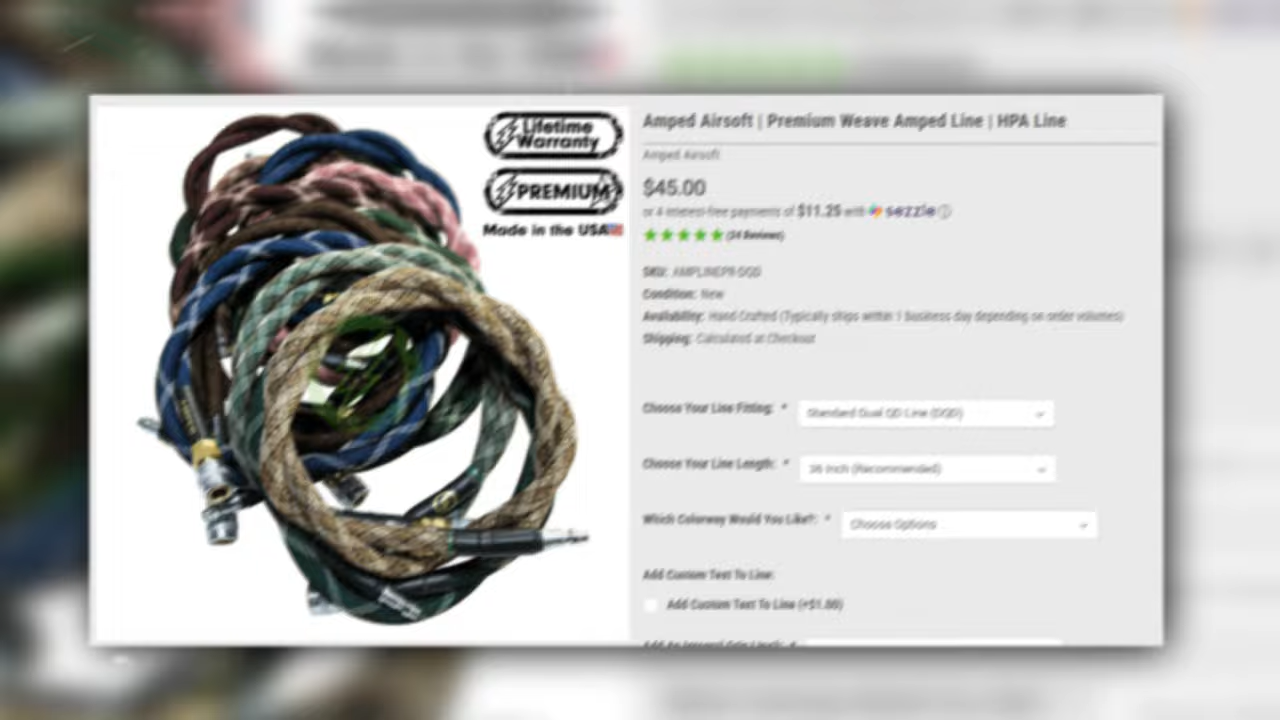 Lifetime
Warranty
PREMIUM
Made in the USA
Amped Airsoft | Premium Weave Amped Line | HPA Line
Amped Airsoft
$45.00
or 4 interest-free payments of $11.25 with sezzle
(24 Reviews)
SKU: AMPLINEPR-DQD
Condition: New
Availability: Hand Crafted (Typically ships within 1 business day depending on order volumes)
Shipping: Calculated at Checkout
Choose Your Line Fitting: *
Standard Dual QD Line (DQD)
Choose Your Line Length: *
36 Inch (Recommended)
Which Colorway Would You Like?: *
Choose Options
Add Custom Text To Line:
Add Custom Text To Line (+$1.00)